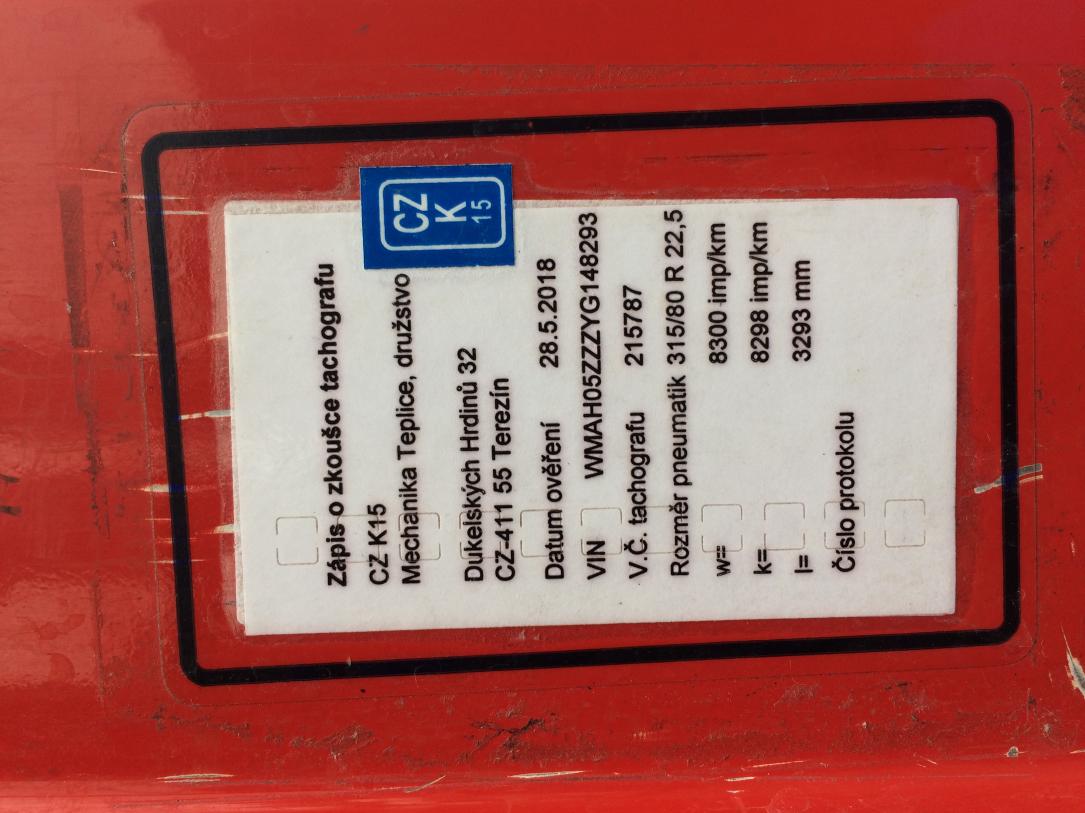 CZ
K
15
Zápis o zkoušce tachografu
CZ K15
Mechanika Teplice, družstvo
Dukelských Hrdinů 32
CZ-411 55 Terezín
Datum ověření 28.5.2018
VIN WMAH05ZZZYG148293
V.Č. tachografu 215787
Rozměr pneumatik 315/80 R 22,5
w= 8300 imp/km
k= 8298 imp/km
l= 3293 mm
Číslo protokolu